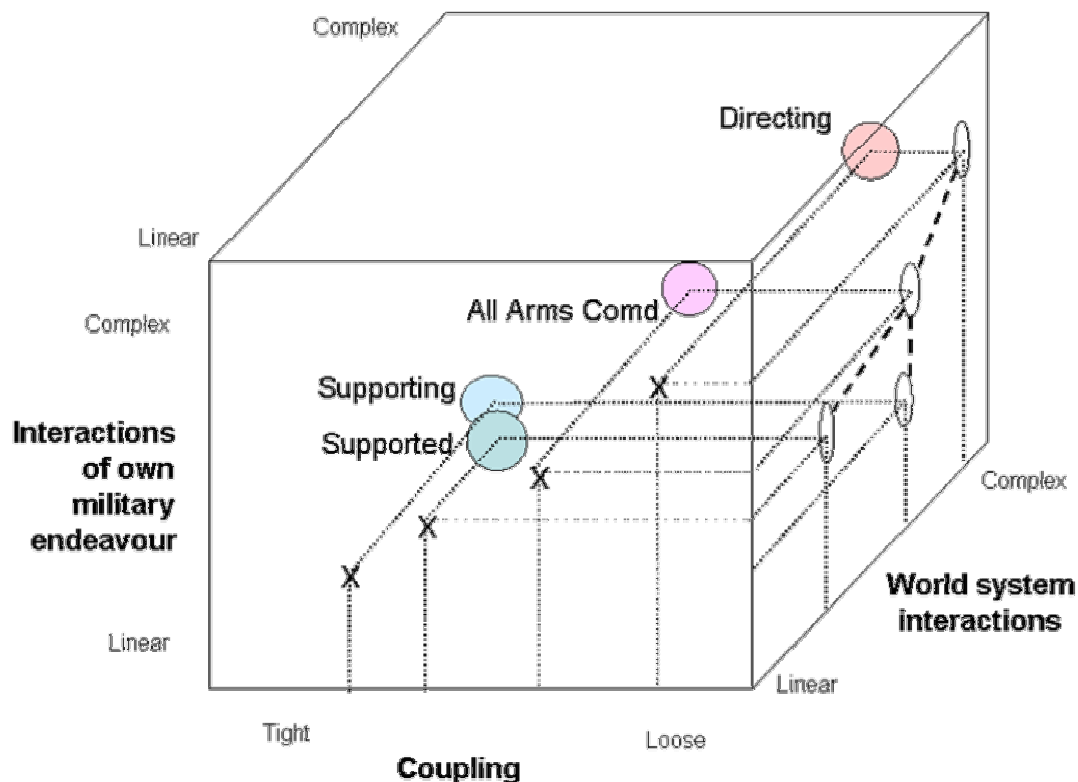 Complex
Directing
Linear
All Arms Comd
Complex
Supporting
X
Supported
Interactions
of own
military
endeavour
X
Complex
X
X
World system
interactions
Linear
Linear
Tight
Loose
Coupling